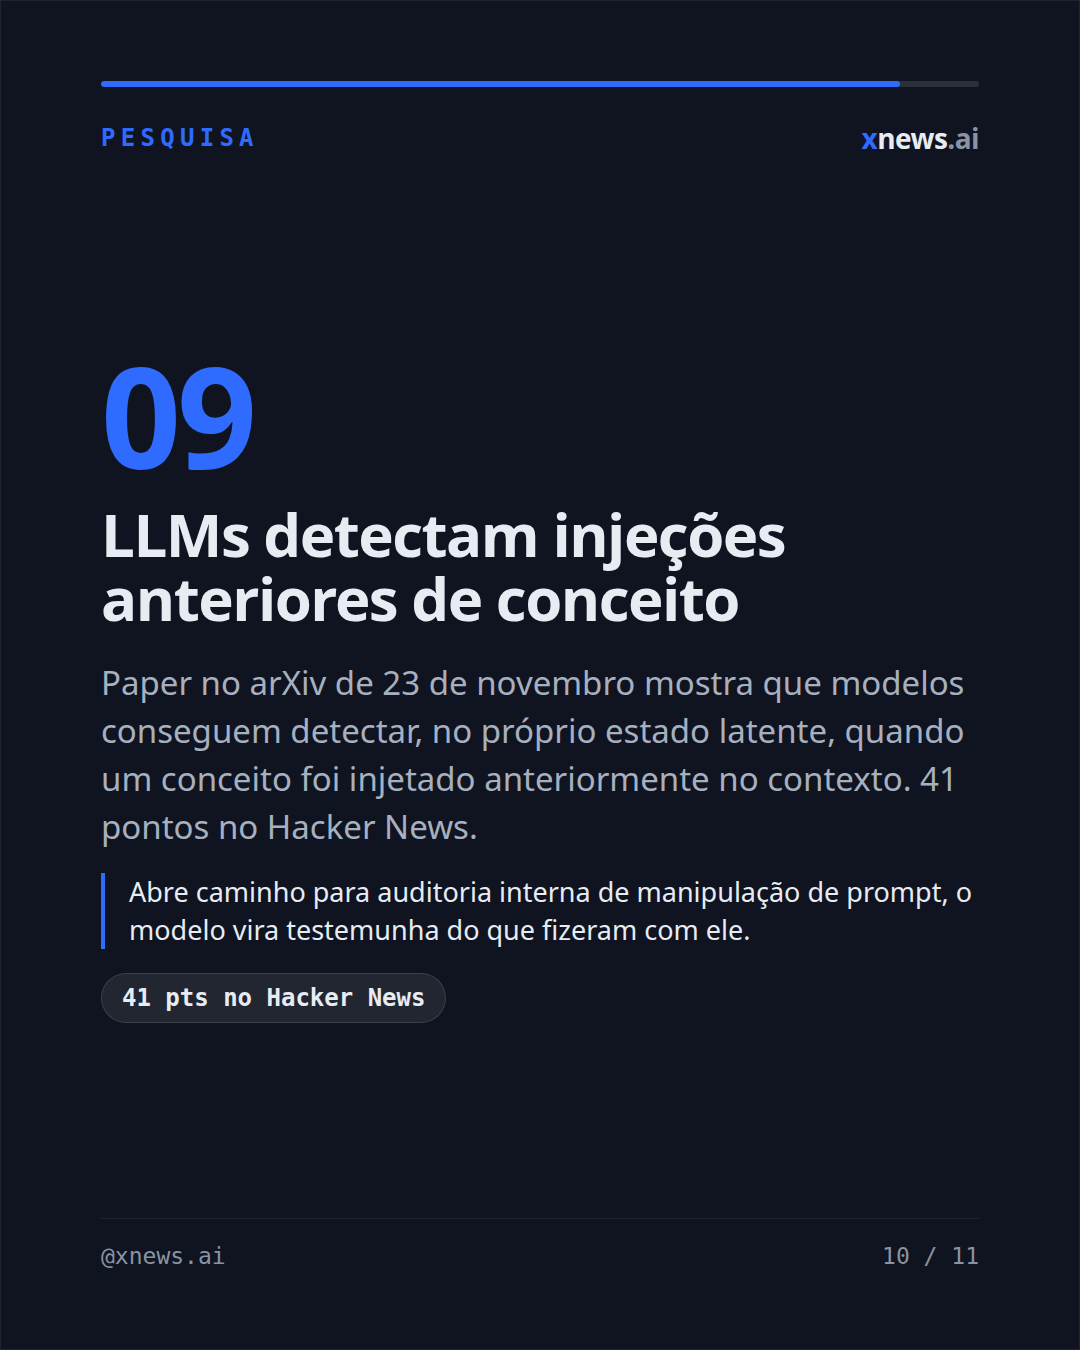 PESQUISA
xnews.ai
09
LLMs detectam injeções
anteriores de conceito
Paper no arXiv de 23 de novembro mostra que modelos
conseguem detectar, no próprio estado latente, quando
um conceito foi injetado anteriormente no contexto. 41
pontos no Hacker News.
Abre caminho para auditoria interna de manipulação de prompt, o
modelo vira testemunha do que fizeram com ele.
41 pts no Hacker News
@xnews.ai
10 / 11